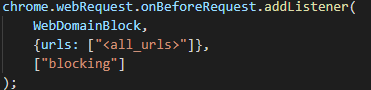 chrome.webRequest.onBeforeRequest.addListener(
    WebDomainBlock,
    {urls: ["<all_urls>"]},
    ["blocking"]
);